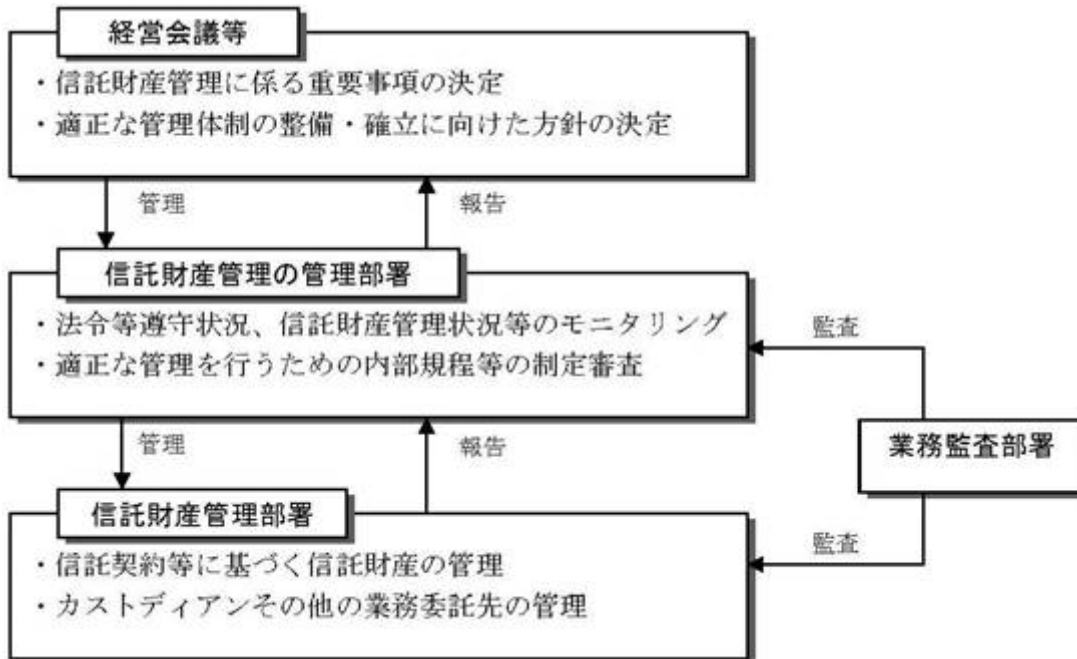 経営会議等
・信託財産管理に係る重要事項の決定
・適正な管理体制の整備・確立に向けた方針の決定
管理
報告
信託財産管理の管理部署
・法令等遵守状況、信託財産管理状況等のモニタリング
・適正な管理を行うための内部規程等の制定審査
監査
管理
報告
業務監査部署
信託財産管理部署
・信託契約等に基づく信託財産の管理
・カストディアンその他の業務委託先の管理
監査